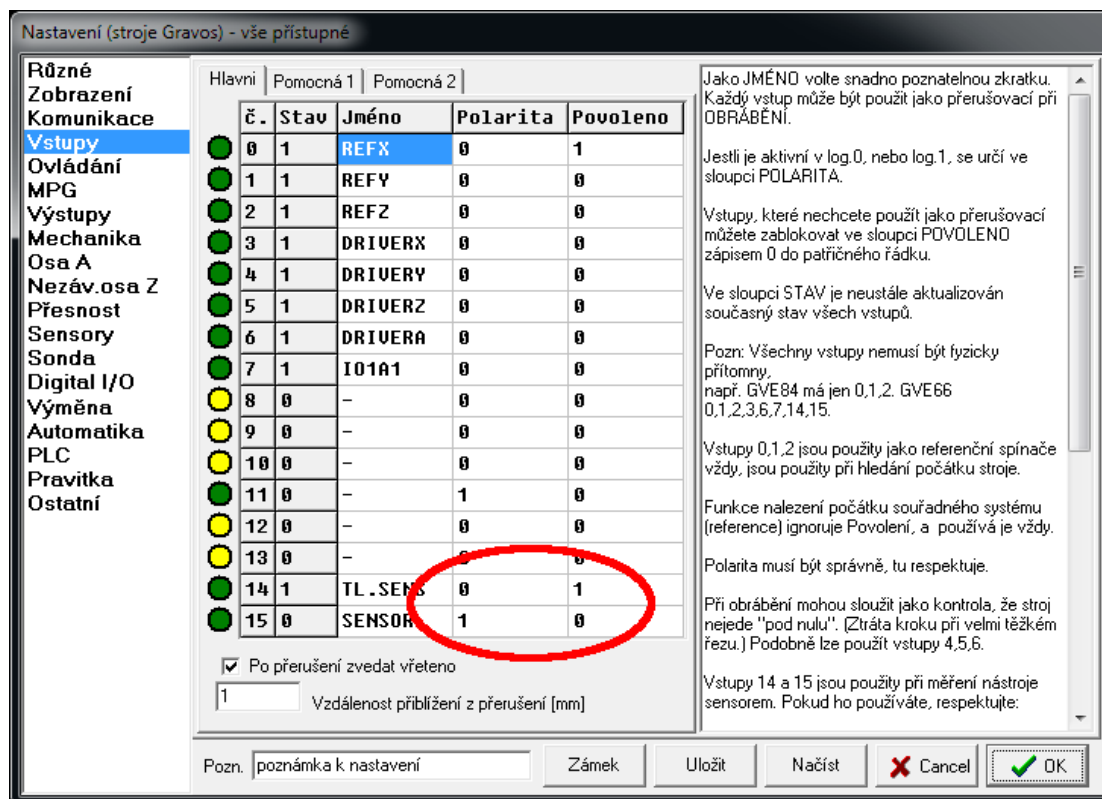 Nastavení (stroje Gravos) - vše přístupné
Různé
Zobrazení
Komunikace
Vstupy
Ovládání
MPG
Výstupy
Mechanika
Osa A
Nezáv.osa Z
Přesnost
Sensory
Sonda
Digital I/O
Výměna
Automatika
PLC
Pravitka
Ostatní
Hlavni Pomocná 1 Pomocná 2
č. Stav Jméno Polarita Povoleno
0 1 REFX 0 1
1 1 REFY 0 0
2 1 REFZ 0 0
3 1 DRIVERX 0 0
4 1 DRIVERY 0 0
5 1 DRIVERZ 0 0
6 1 DRIVERA 0 0
7 1 IO1A1 0 0
8 0 - 0 0
9 0 - 0 0
10 0 - 0 0
11 0 - 1 0
12 0 - 0 0
13 0 - 0 0
14 1 TL.SENS 0 1
15 0 SENSOR 1 0
Po přerušení zvedat vřeteno
1 Vzdálenost přiblížení z přerušení [mm]
Jako JMÉNO volte snadno poznatelnou zkratku.
Každý vstup může být použit jako přerušovací při
OBRÁBĚNÍ.
Jestli je aktivní v log.0, nebo log.1, se určí ve
sloupci POLARITA.
Vstupy, které nechcete použít jako přerušovací
můžete zablokovat ve sloupci POVOLENO
zápisem 0 do patřičného řádku.
Ve sloupci STAV je neustále aktualizován
současný stav všech vstupů.
Pozn: Všechny vstupy nemusí být fyzicky
přítomny,
např. GVE84 má jen 0,1,2. GVE66
0,1,2,3,6,7,14,15.
Vstupy 0,1,2 jsou použity jako referenční spínače
vždy, jsou použity při hledání počátku stroje.
Funkce nalezení počátku souřadného systému
(reference) ignoruje Povolení, a používá je vždy.
Polarita musí být správně, tu respektuje.
Při obrábění mohou sloužit jako kontrola, že stroj
nejede "pod nulu". (Ztráta kroku při velmi těžkém
řezu.) Podobně lze použít vstupy 4,5,6.
Vstupy 14 a 15 jsou použity při měření nástroje
sensorem. Pokud ho používáte, respektujte:
Pozn. poznámka k nastavení Zámek Uložit Načíst Cancel OK